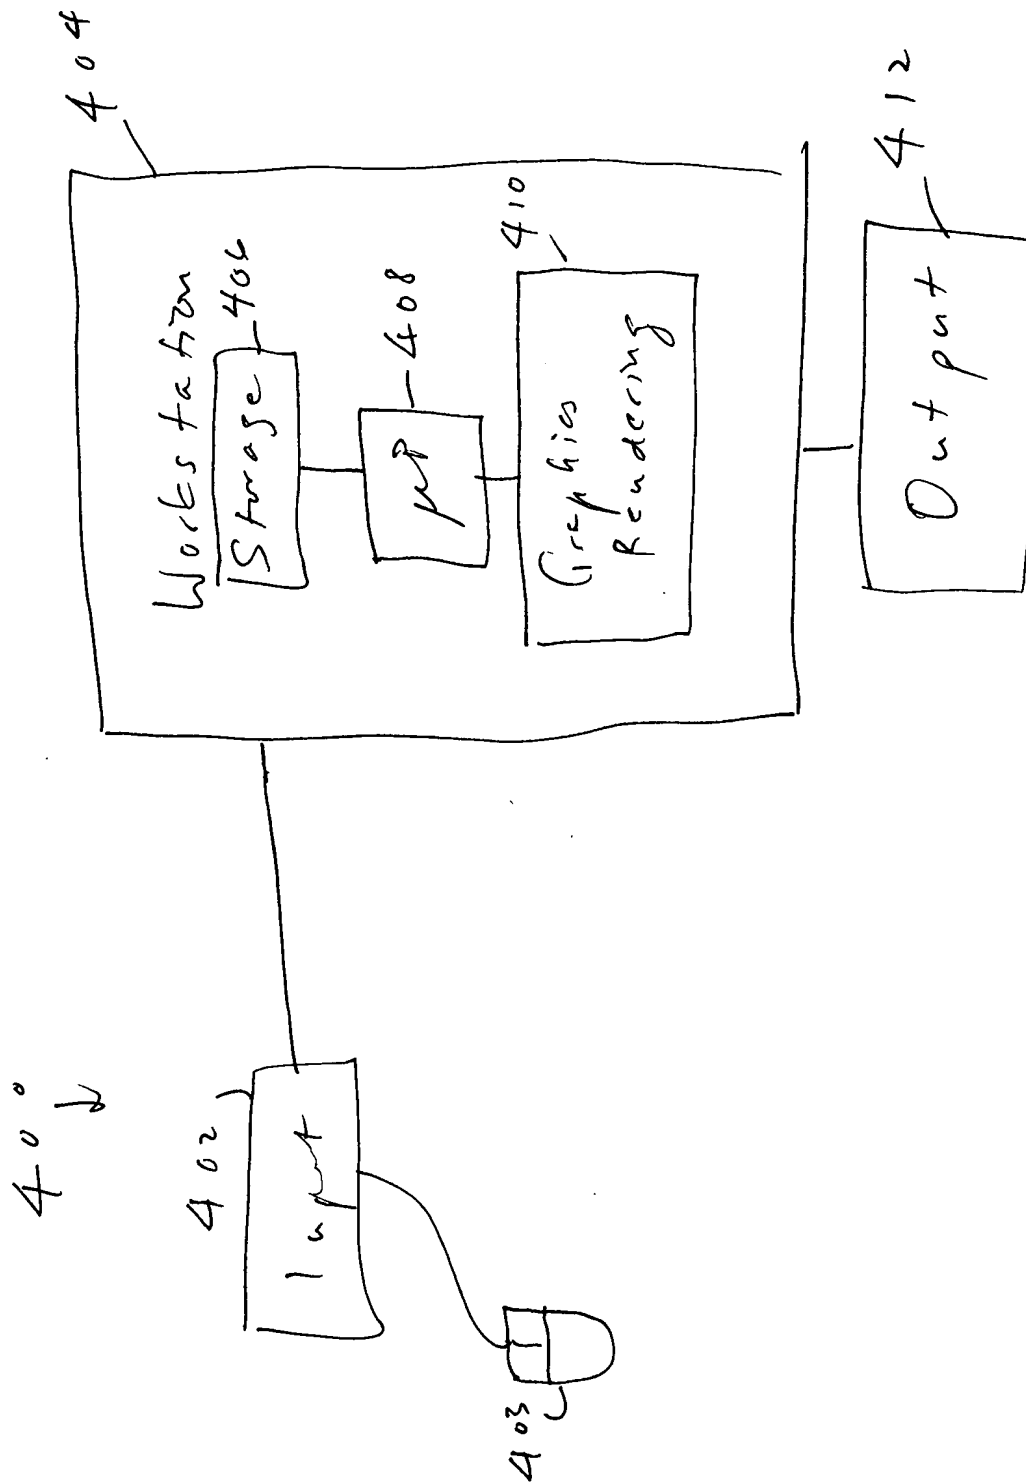 400
404
Workstation
Storage
406
402
Input
μP
408
403
410
Graphics
Rendering
Output
412